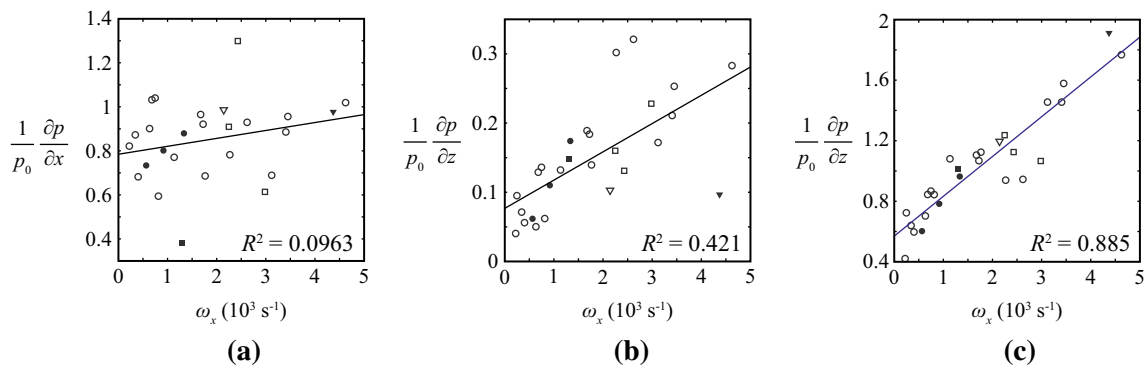 1.4
1.2
1
0.8
0.6
0.4
1/p₀ ∂p/∂x
R² = 0.0963
0 1 2 3 4 5
ωₓ (10³ s⁻¹)
(a)
0.3
0.2
0.1
0
1/p₀ ∂p/∂z
R² = 0.421
0 1 2 3 4 5
ωₓ (10³ s⁻¹)
(b)
2
1.6
1.2
0.8
0.4
1/p₀ ∂p/∂z
R² = 0.885
0 1 2 3 4 5
ωₓ (10³ s⁻¹)
(c)